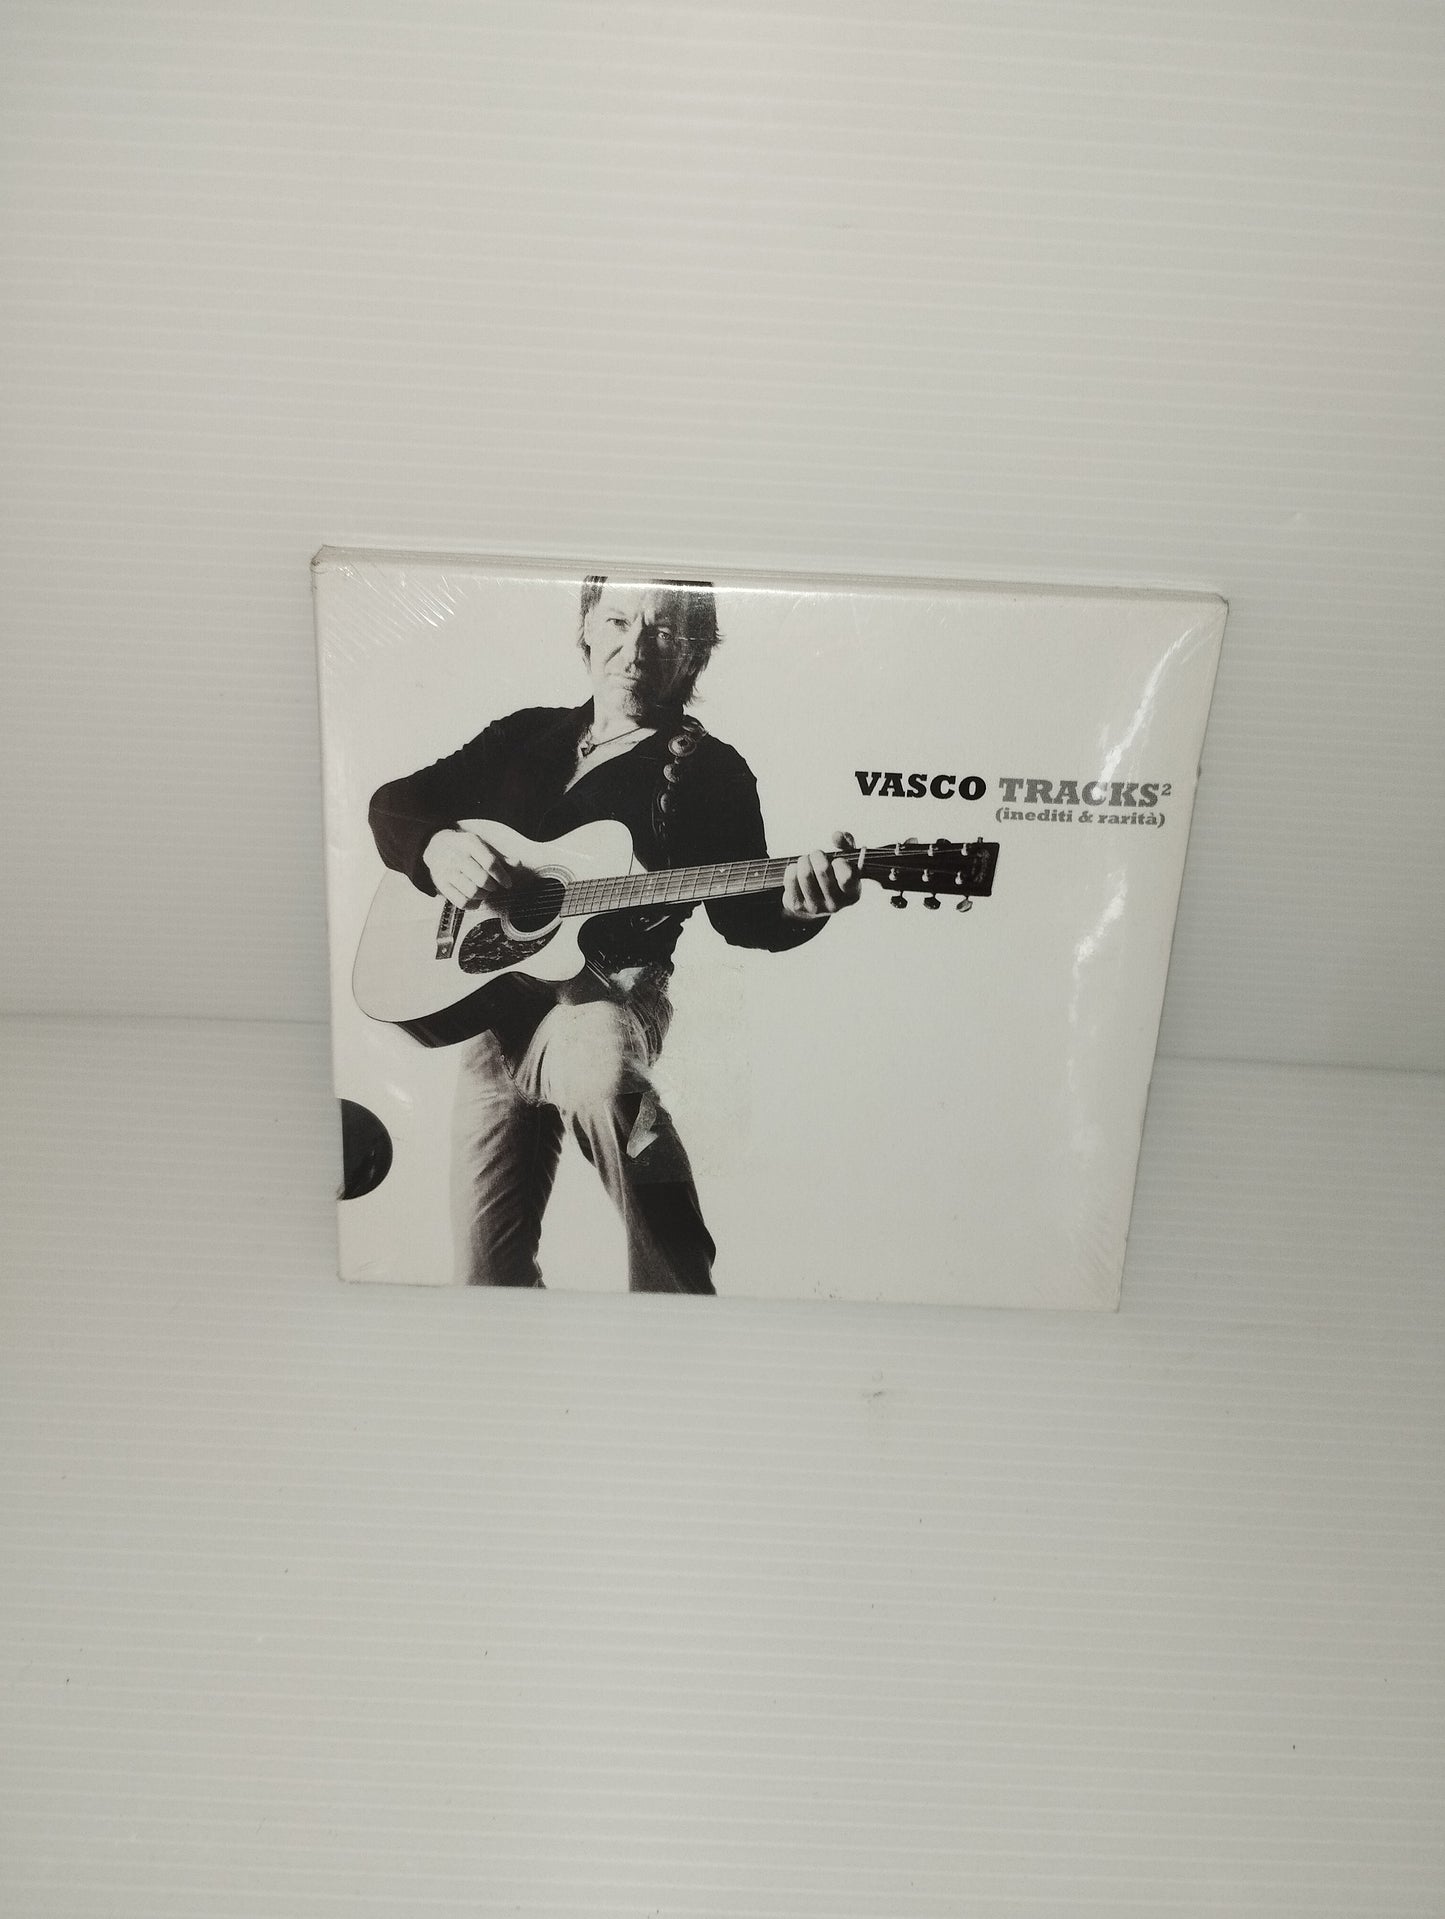 VASCO TRACKS²
(inediti & rarità)